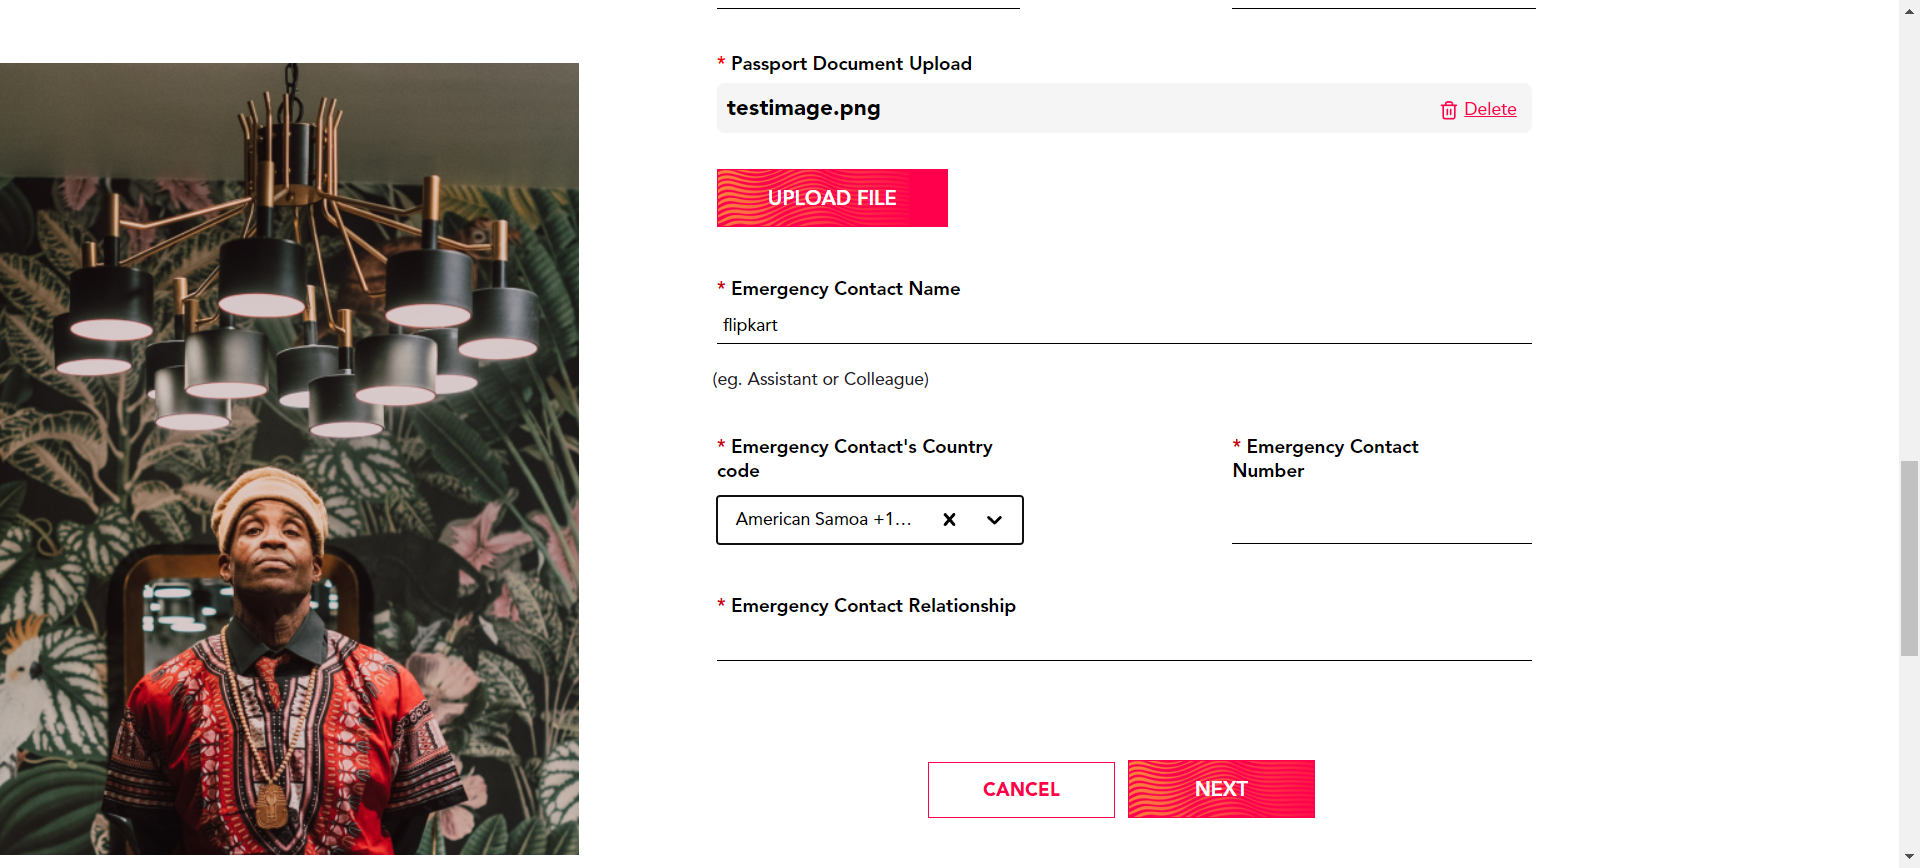 * Passport Document Upload
testimage.png
Delete
UPLOAD FILE
* Emergency Contact Name
flipkart
(eg. Assistant or Colleague)
* Emergency Contact's Country
code
American Samoa +1...
* Emergency Contact
Number
* Emergency Contact Relationship
CANCEL
NEXT